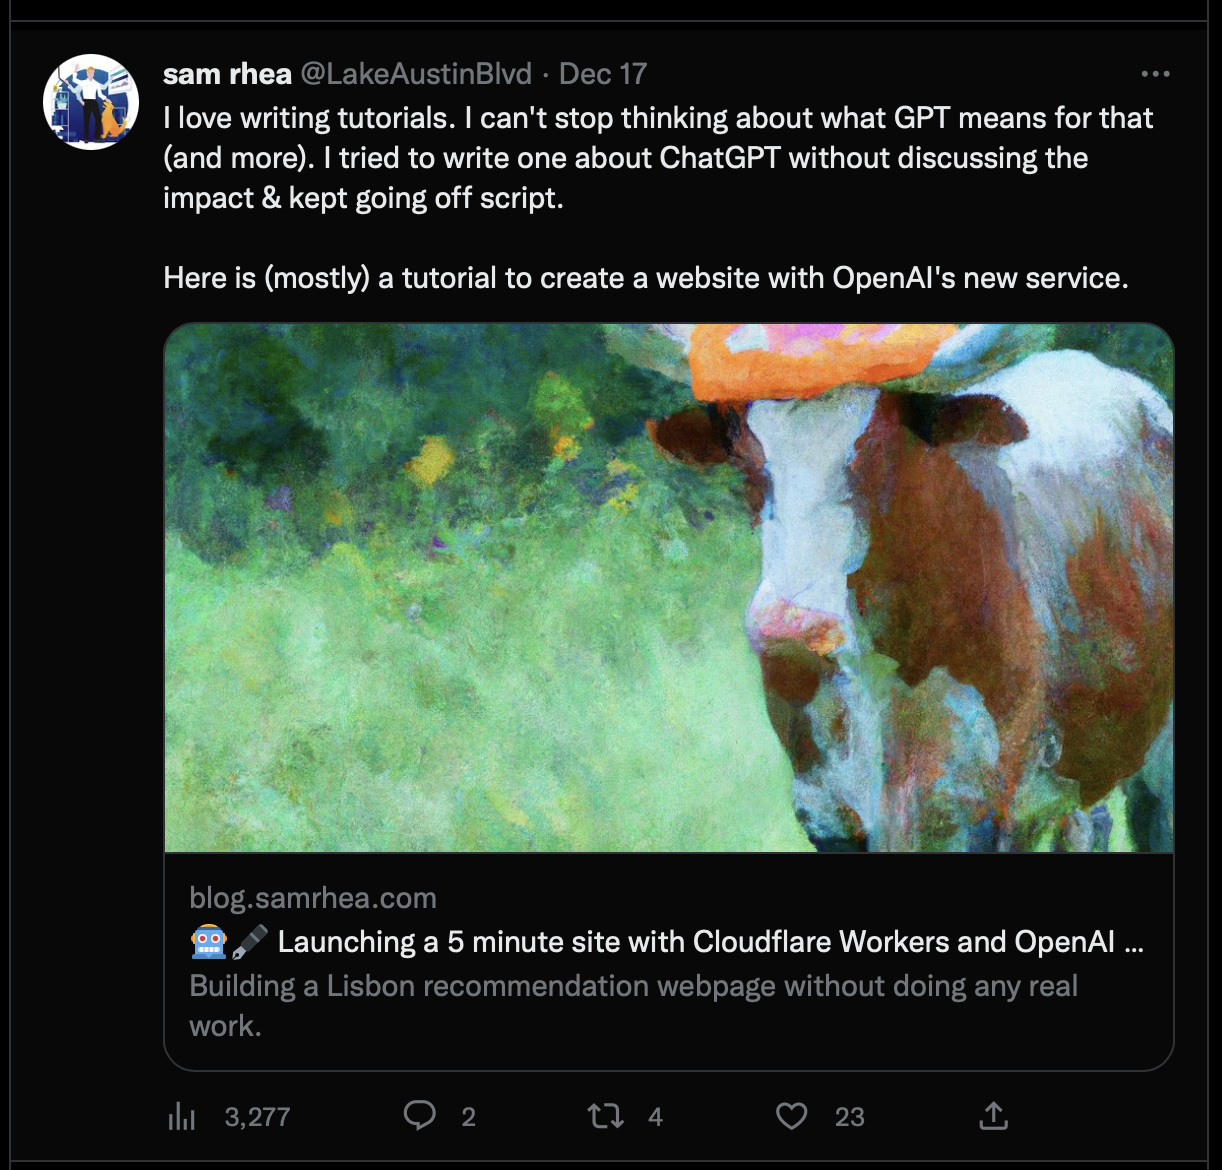 sam rhea @LakeAustinBlvd · Dec 17
I love writing tutorials. I can't stop thinking about what GPT means for that
(and more). I tried to write one about ChatGPT without discussing the
impact & kept going off script.
Here is (mostly) a tutorial to create a website with OpenAI's new service.
blog.samrhea.com
🤖🖋️ Launching a 5 minute site with Cloudflare Workers and OpenAI ...
Building a Lisbon recommendation webpage without doing any real
work.
3,277 2 4 23